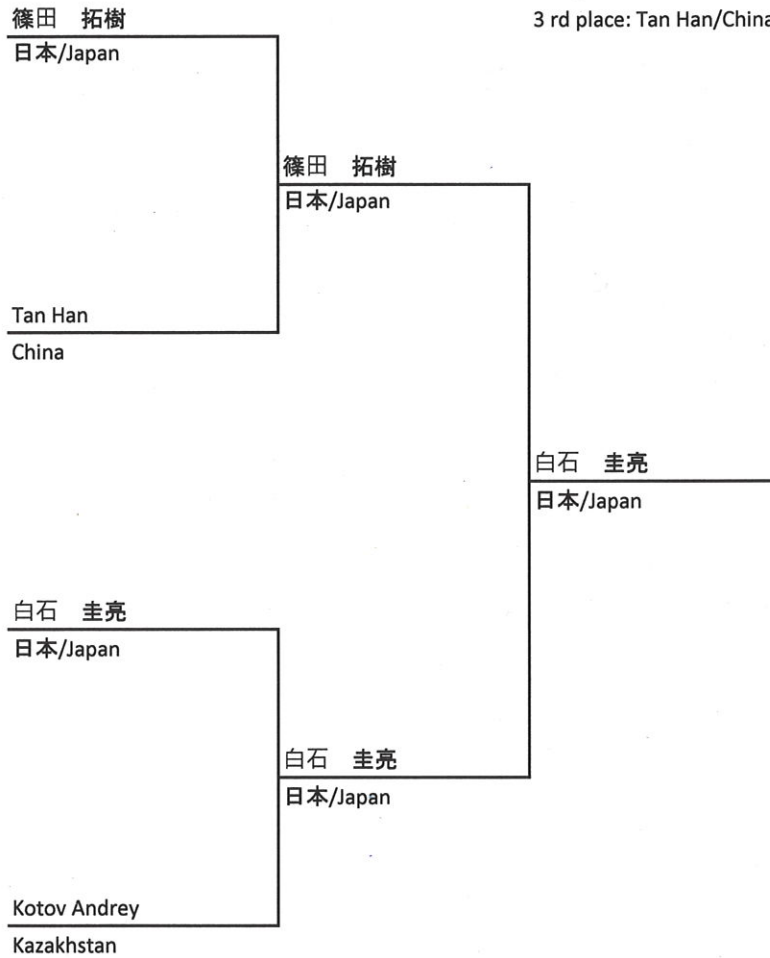 篠田　拓樹
3 rd place: Tan Han/China
日本/Japan
篠田　拓樹
日本/Japan
Tan Han
China
白石　圭亮
日本/Japan
白石　圭亮
日本/Japan
白石　圭亮
日本/Japan
Kotov Andrey
Kazakhstan